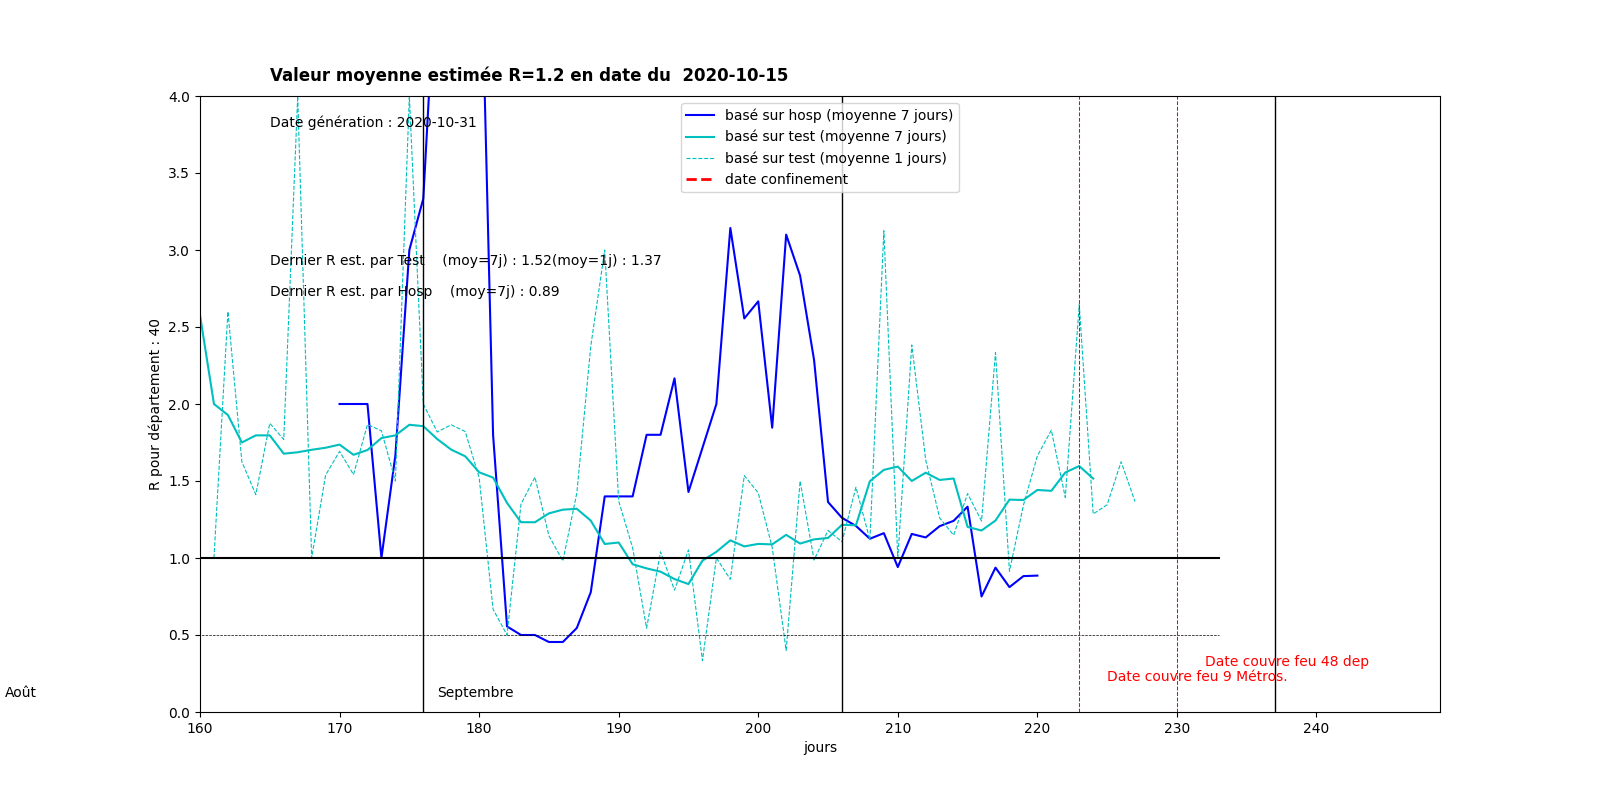 Valeur moyenne estimée R=1.2 en date du  2020-10-15
4.0
Date génération : 2020-10-31
basé sur hosp (moyenne 7 jours)
basé sur test (moyenne 7 jours)
basé sur test (moyenne 1 jours)
date confinement
3.5
3.0
Dernier R est. par Test    (moy=7j) : 1.52(moy=1j) : 1.37
Dernier R est. par Hosp    (moy=7j) : 0.89
2.5
2.0
R pour département : 40
1.5
1.0
0.5
Date couvre feu 48 dep
Date couvre feu 9 Métros.
Août
Septembre
0.0
160 170 180 190 200 210 220 230 240
jours